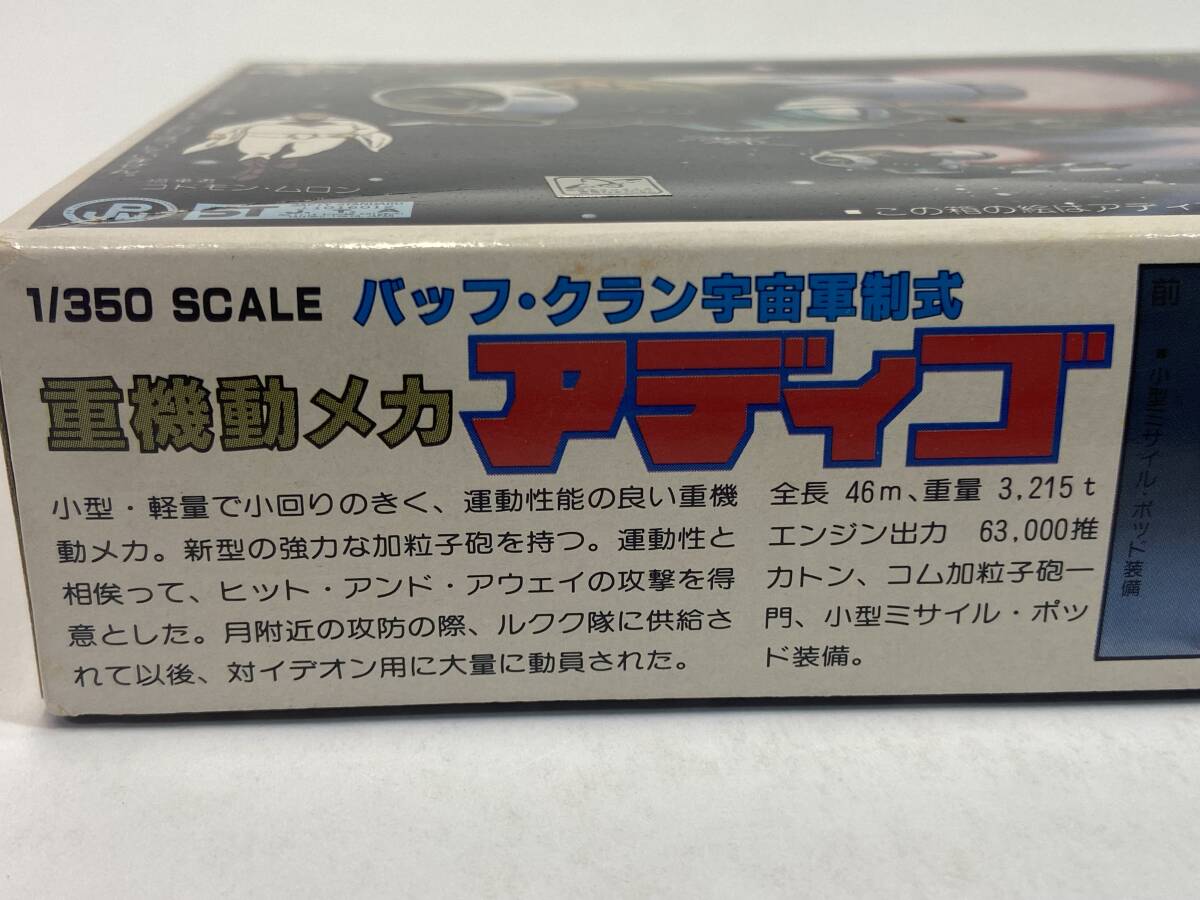 コトモン・ムロン
■この箱の絵はアディ
1/350 SCALE バッフ・クラン宇宙軍制式
重機動メカ アディゴ
小型・軽量で小回りのきく、運動性能の良い重機
動メカ。新型の強力な加粒子砲を持つ。運動性と
相俟って、ヒット・アンド・アウェイの攻撃を得
意とした。月附近の攻防の際、ルクク隊に供給さ
れて以後、対イデオン用に大量に動員された。
全長 46m、重量 3,215t
エンジン出力 63,000推
力トン、コム加粒子砲一
門、小型ミサイル・ポッ
ド装備。
前
■小型ミサイル・ポッド装備